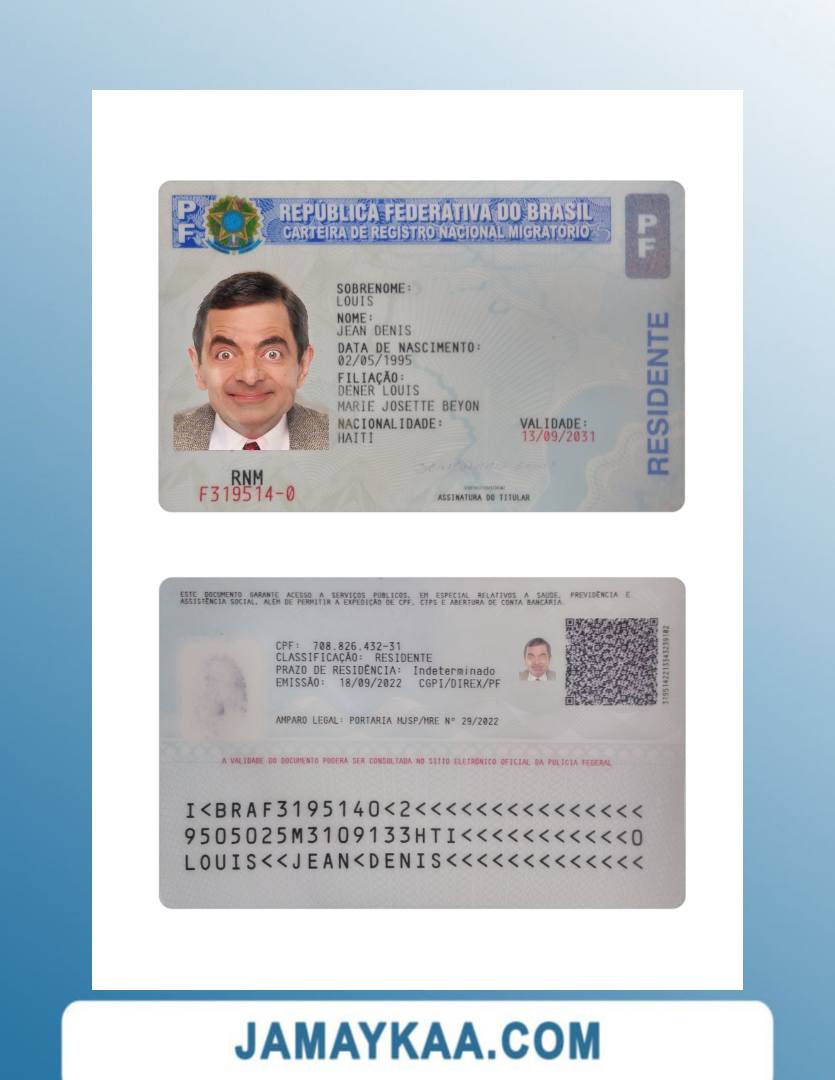 PF
REPÚBLICA FEDERATIVA DO BRASIL
CARTEIRA DE REGISTRO NACIONAL MIGRATÓRIO
PF
SOBRENOME:
LOUIS
NOME:
JEAN DENIS
DATA DE NASCIMENTO:
02/05/1995
FILIAÇÃO:
DENER LOUIS
MARIE JOSETTE BEYON
NACIONALIDADE:
HAITI
VALIDADE:
13/09/2031
RESIDENTE
RNM
F319514-0
ASSINATURA DO TITULAR
ESTE DOCUMENTO GARANTE ACESSO A SERVIÇOS PÚBLICOS, EM ESPECIAL RELATIVOS A SAÚDE, PREVIDÊNCIA E
ASSISTÊNCIA SOCIAL, ALÉM DE PERMITIR A EXPEDIÇÃO DE CPF, CTPS E ABERTURA DE CONTA BANCÁRIA.
CPF: 708.826.432-31
CLASSIFICAÇÃO: RESIDENTE
PRAZO DE RESIDÊNCIA: Indeterminado
EMISSÃO: 18/09/2022 CGPI/DIREX/PF
AMPARO LEGAL: PORTARIA MJSP/MRE Nº 29/2022
A VALIDADE DO DOCUMENTO PODERÁ SER CONSULTADA NO SÍTIO ELETRÔNICO OFICIAL DA POLÍCIA FEDERAL
I<BRAF3195140<2<<<<<<<<<<<<<<<
9505025M3109133HTI<<<<<<<<<<<0
LOUIS<<JEAN<DENIS<<<<<<<<<<<<<
JAMAYKAA.COM